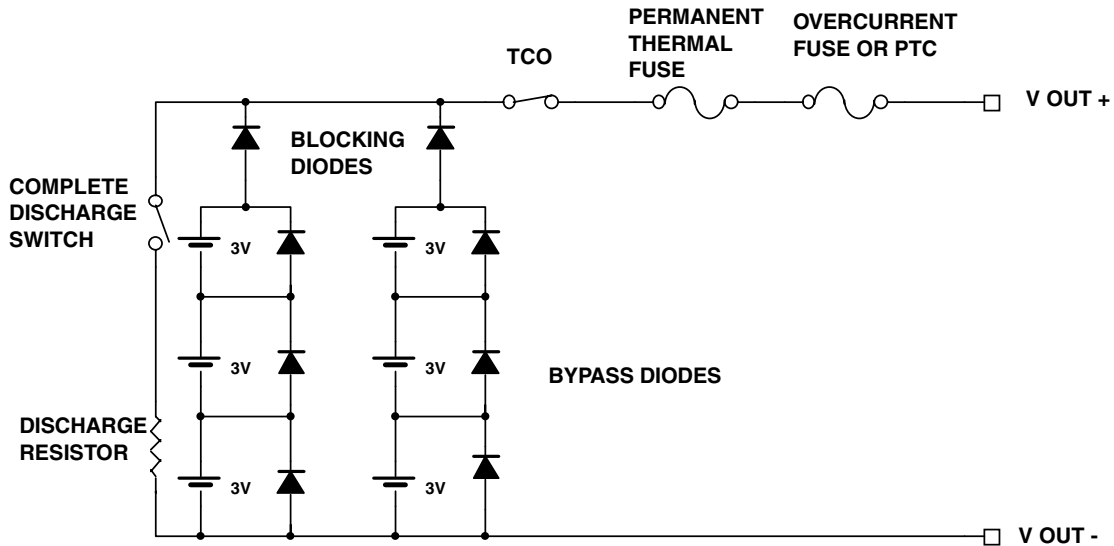 PERMANENT
THERMAL
FUSE
OVERCURRENT
FUSE OR PTC
TCO
V OUT +
BLOCKING
DIODES
COMPLETE
DISCHARGE
SWITCH
3V
3V
3V
3V
BYPASS DIODES
DISCHARGE
RESISTOR
3V
3V
V OUT -